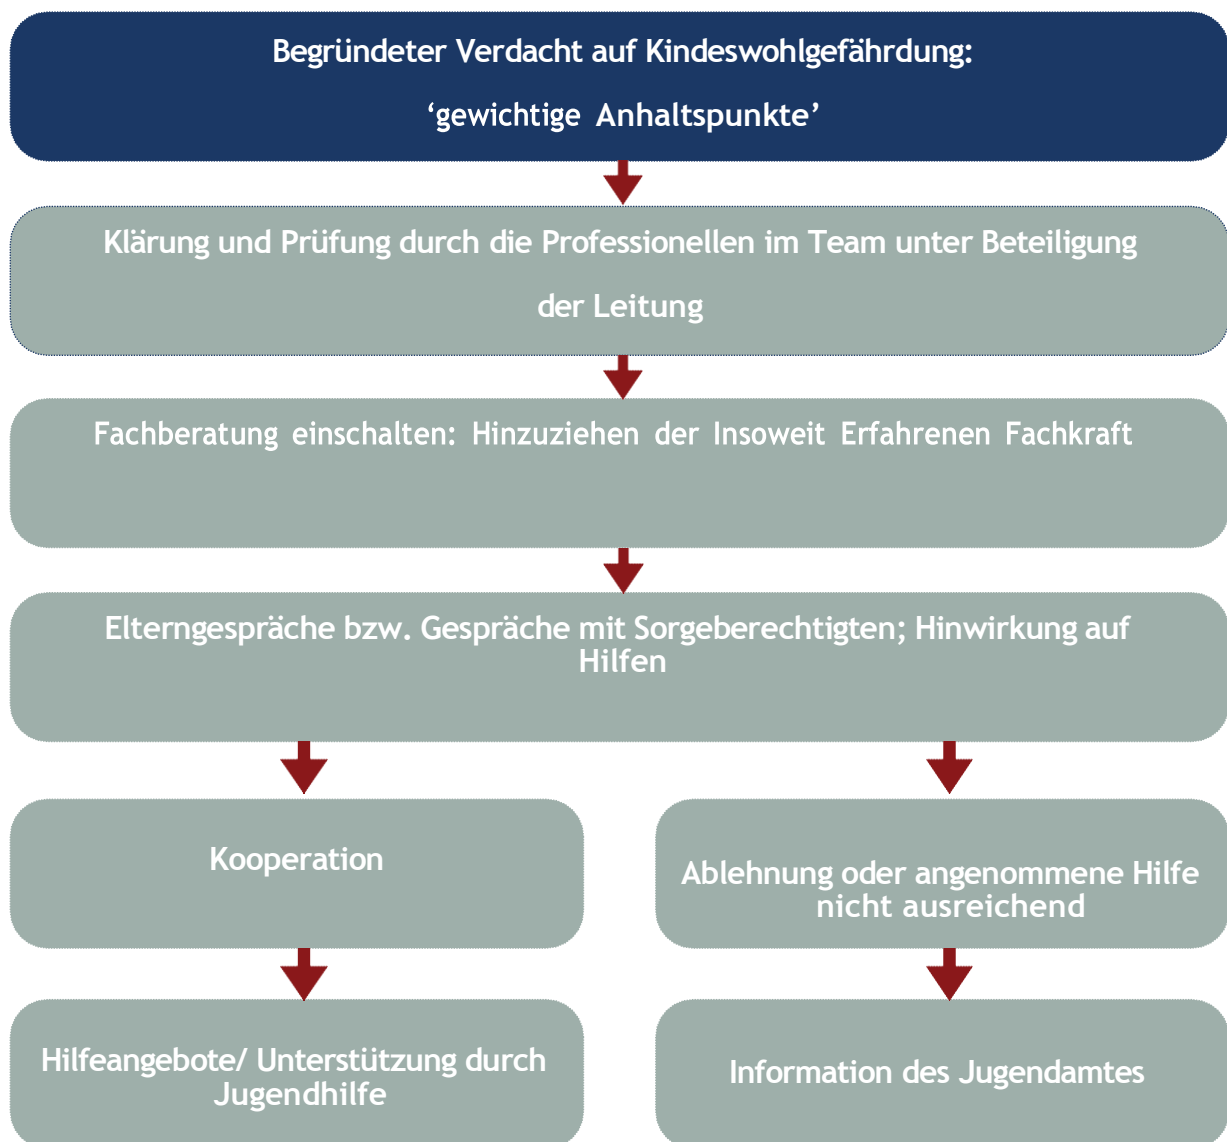 Begründeter Verdacht auf Kindeswohlgefährdung:
‘gewichtige Anhaltspunkte’
Klärung und Prüfung durch die Professionellen im Team unter Beteiligung
der Leitung
Fachberatung einschalten: Hinzuziehen der Insoweit Erfahrenen Fachkraft
Elterngespräche bzw. Gespräche mit Sorgeberechtigten; Hinwirkung auf
Hilfen
Kooperation
Ablehnung oder angenommene Hilfe
nicht ausreichend
Hilfeangebote/ Unterstützung durch
Jugendhilfe
Information des Jugendamtes